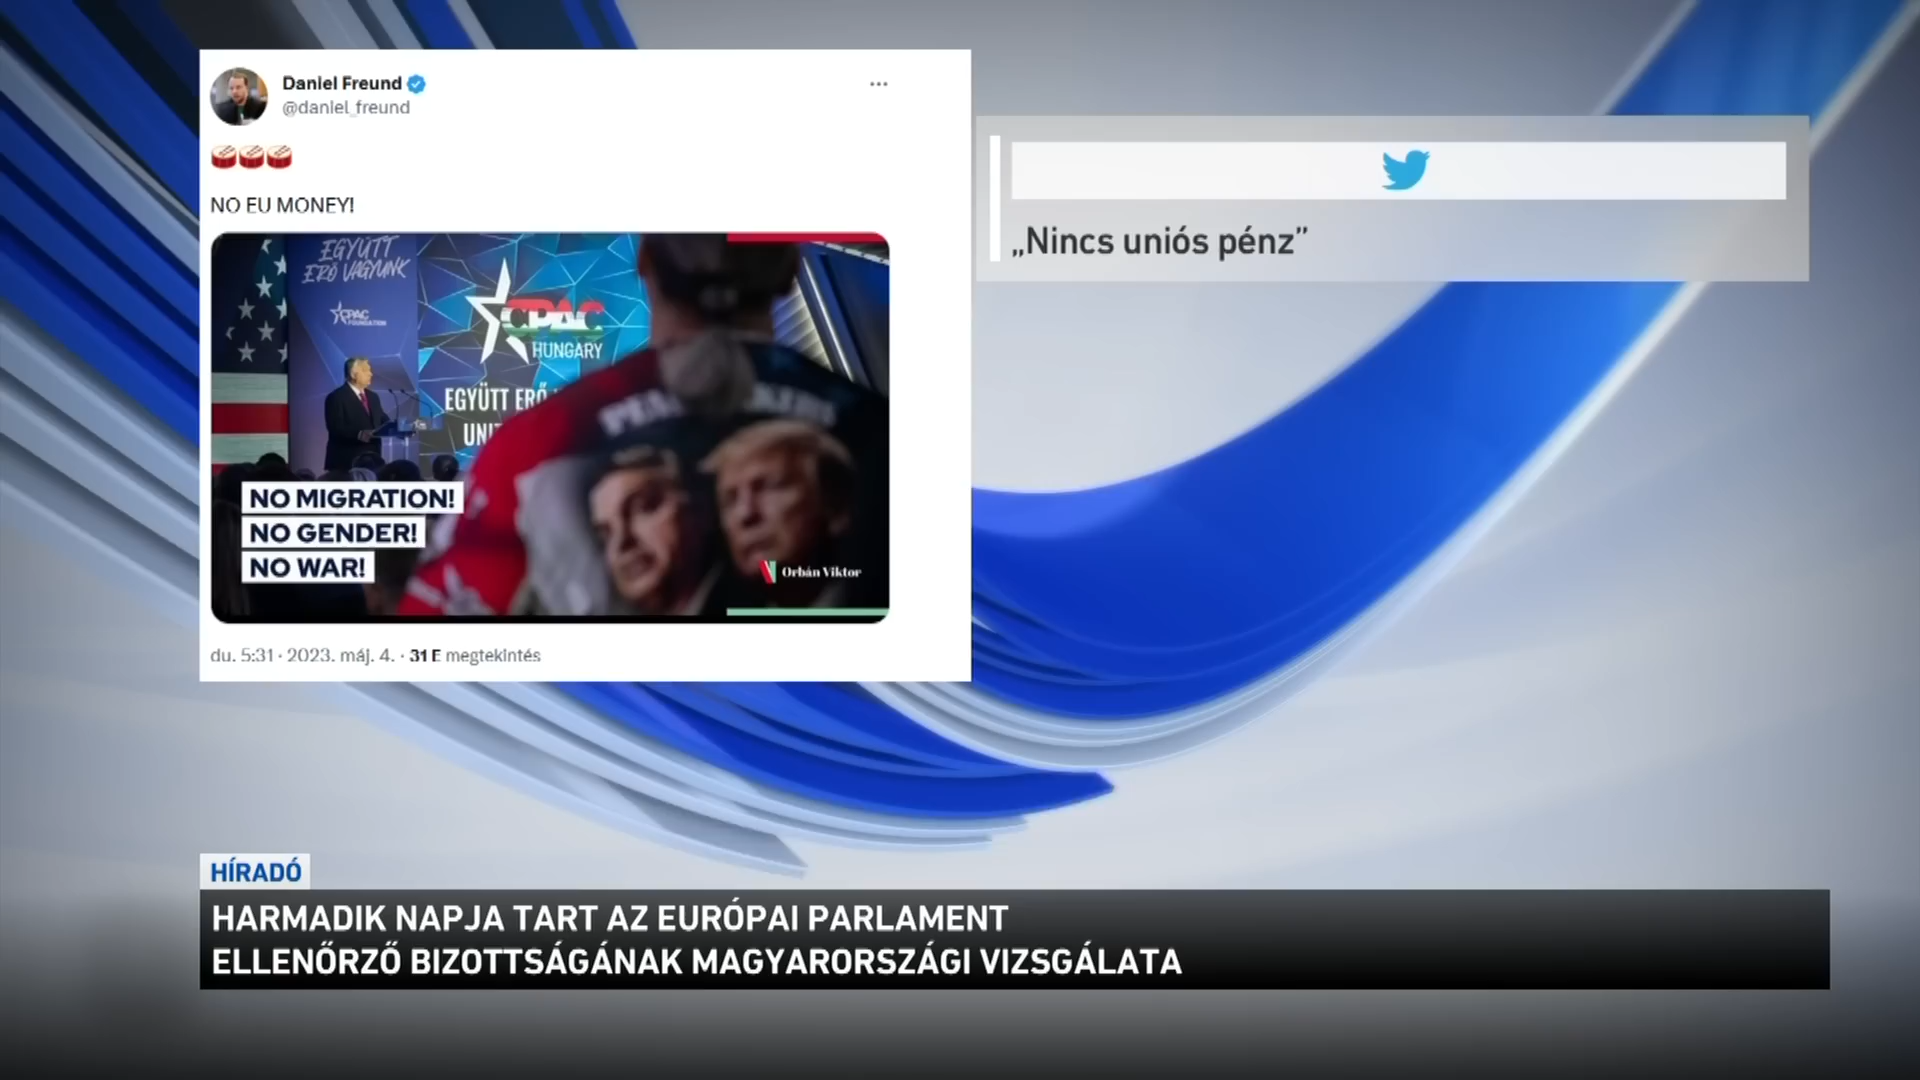 Daniel Freund
@daniel_freund
NO EU MONEY!
EGYÜTT
ERŐ VAGYUNK
CPAC
FOUNDATION
CPAC
HUNGARY
EGYÜTT ERŐ
UNIT
NO MIGRATION!
NO GENDER!
NO WAR!
Orbán Viktor
du. 5:31 · 2023. máj. 4. · 31 E megtekintés
„Nincs uniós pénz”
HÍRADÓ
HARMADIK NAPJA TART AZ EURÓPAI PARLAMENT
ELLENŐRZŐ BIZOTTSÁGÁNAK MAGYARORSZÁGI VIZSGÁLATA